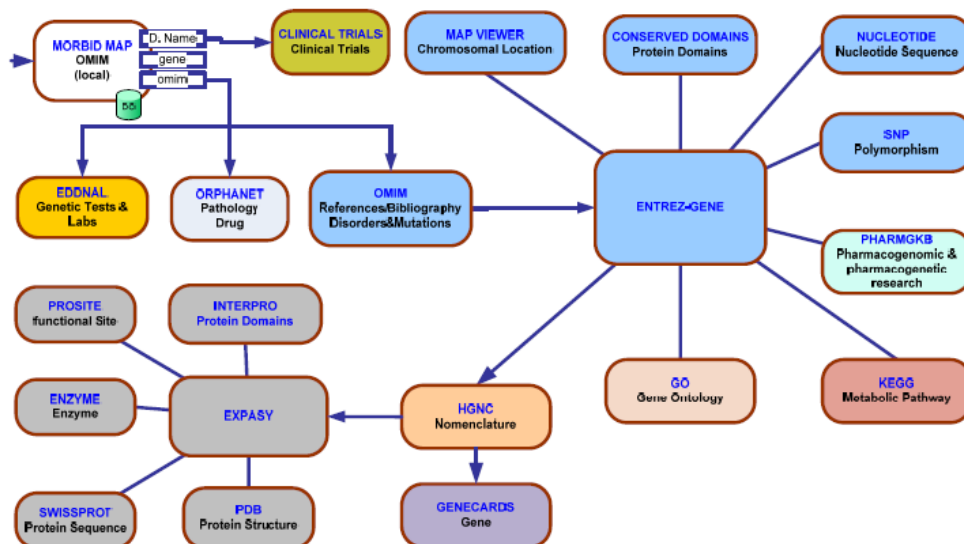 MORBID MAP
OMIM
(local)
D. Name
gene
omim
CLINICAL TRIALS
Clinical Trials
MAP VIEWER
Chromosomal Location
CONSERVED DOMAINS
Protein Domains
NUCLEOTIDE
Nucleotide Sequence
SNP
Polymorphism
EDDNAL
Genetic Tests &
Labs
ORPHANET
Pathology
Drug
OMIM
References/Bibliography
Disorders&Mutations
ENTREZ-GENE
PHARMGKB
Pharmacogenomic &
pharmacogenetic
research
PROSITE
functional Site
INTERPRO
Protein Domains
ENZYME
Enzyme
EXPASY
HGNC
Nomenclature
GO
Gene Ontology
KEGG
Metabolic Pathway
SWISSPROT
Protein Sequence
PDB
Protein Structure
GENECARDS
Gene